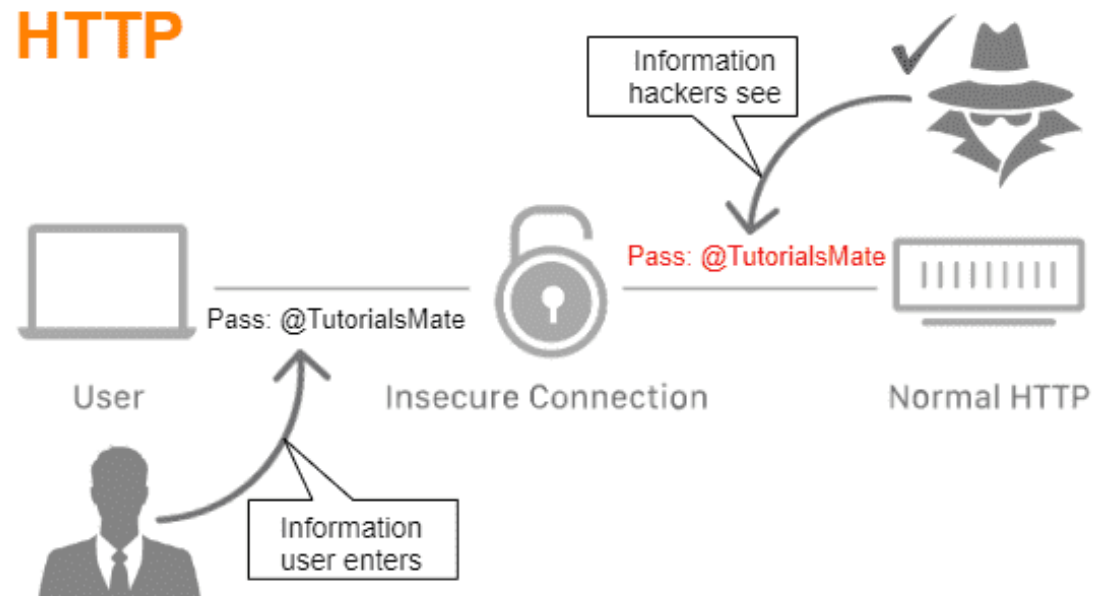 HTTP
Information
hackers see
Pass: @TutorialsMate
Pass: @TutorialsMate
User
Insecure Connection
Normal HTTP
Information
user enters